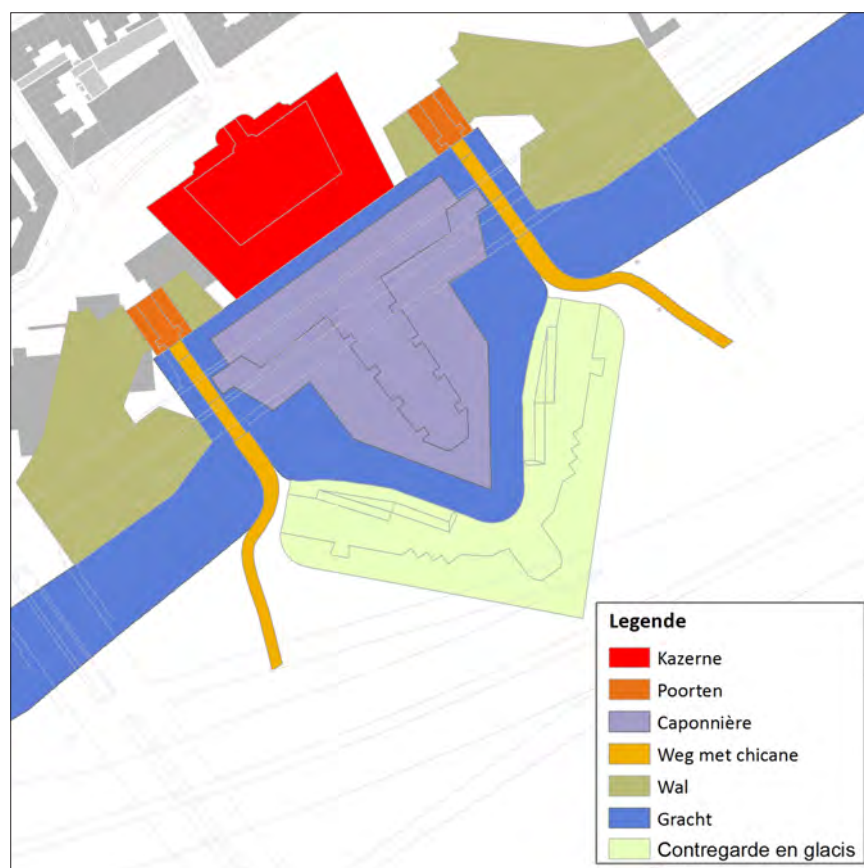 Legende
Kazerne
Poorten
Caponnière
Weg met chicane
Wal
Gracht
Contregarde en glacis